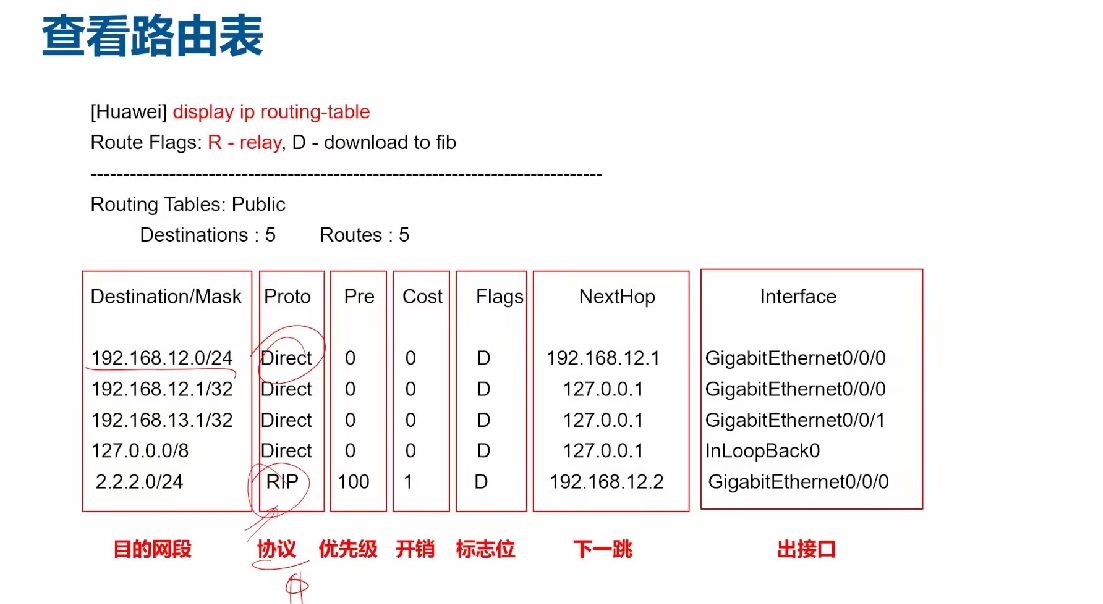 查看路由表
[Huawei] display ip routing-table
Route Flags: R - relay, D - download to fib
--------------------------------------------------------------------------------
Routing Tables: Public
Destinations : 5 Routes : 5
Destination/Mask Proto Pre Cost Flags NextHop Interface
192.168.12.0/24 Direct 0 0 D 192.168.12.1 GigabitEthernet0/0/0
192.168.12.1/32 Direct 0 0 D 127.0.0.1 GigabitEthernet0/0/0
192.168.13.1/32 Direct 0 0 D 127.0.0.1 GigabitEthernet0/0/1
127.0.0.0/8 Direct 0 0 D 127.0.0.1 InLoopBack0
2.2.2.0/24 RIP 100 1 D 192.168.12.2 GigabitEthernet0/0/0
目的网段 协议 优先级 开销 标志位 下一跳 出接口